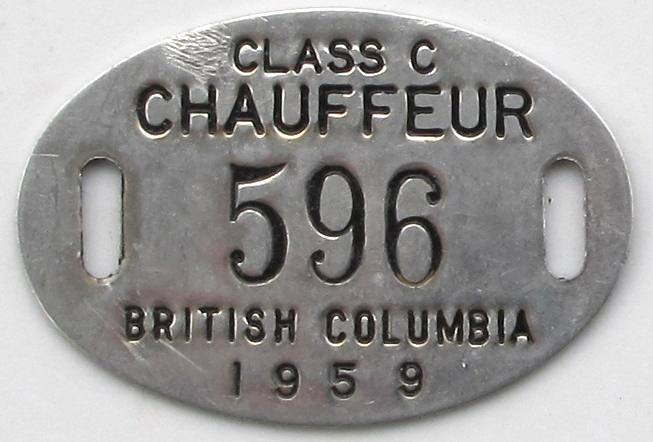 CLASS C
CHAUFFEUR
596
BRITISH COLUMBIA
1959